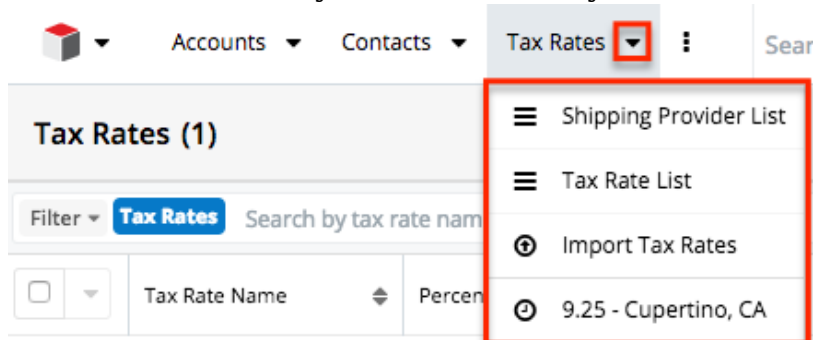 Accounts Contacts Tax Rates
Shipping Provider List
Tax Rates (1)
Tax Rate List
Filter Tax Rates Search by tax rate nam
Import Tax Rates
Tax Rate Name Percen
9.25 - Cupertino, CA